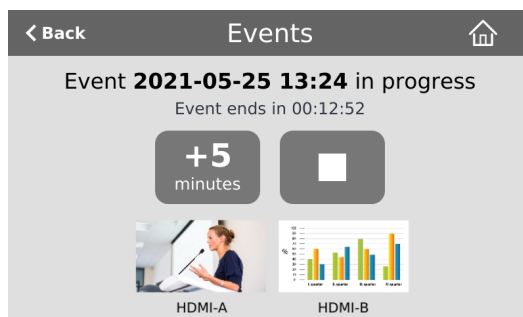 Back
Events
Event 2021-05-25 13:24 in progress
Event ends in 00:12:52
+5
minutes
%
HDMI-A
HDMI-B